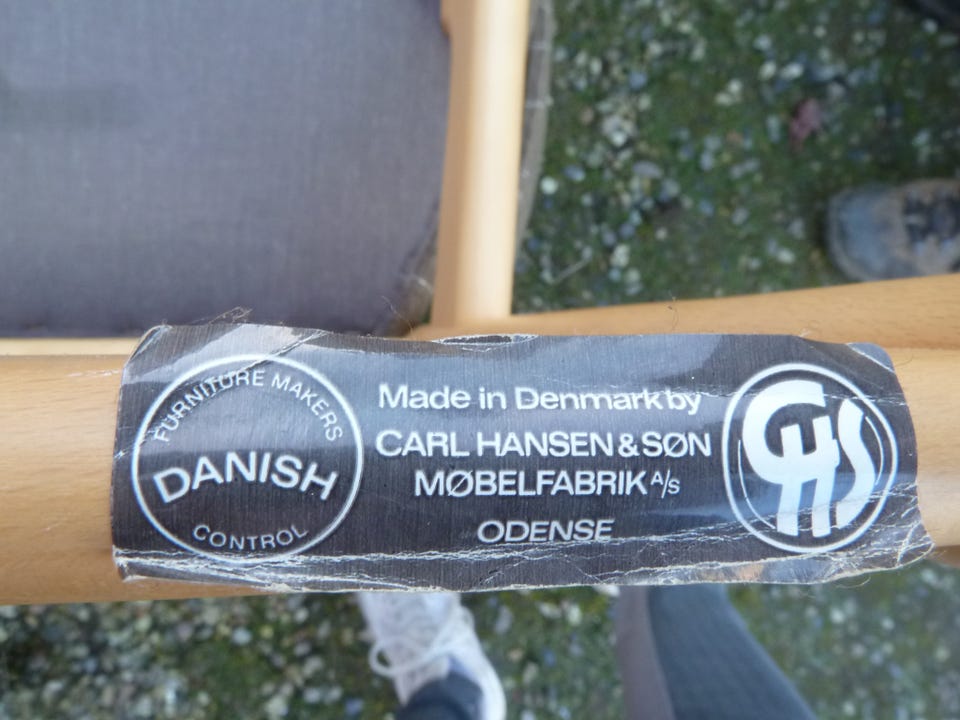 FURNITURE MAKERS
DANISH
CONTROL
Made in Denmark by
CARL HANSEN & SØN
MØBELFABRIK A/S
ODENSE
CHS